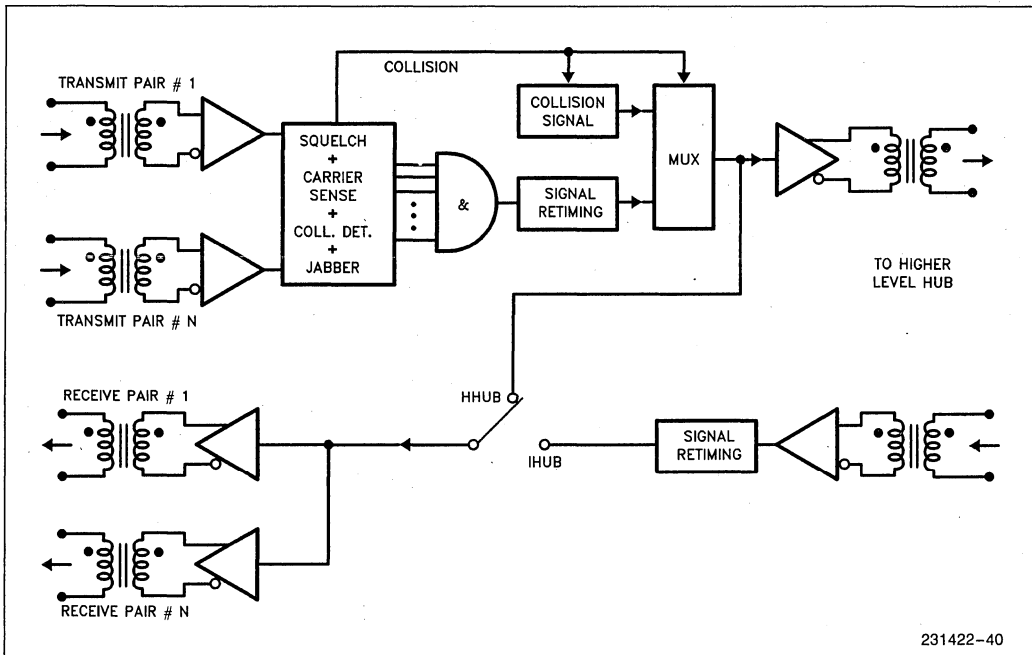 TRANSMIT PAIR # 1
COLLISION
COLLISION
SIGNAL
MUX
SQUELCH
+
CARRIER
SENSE
+
COLL. DET.
+
JABBER
&
SIGNAL
RETIMING
TO HIGHER
LEVEL HUB
TRANSMIT PAIR # N
RECEIVE PAIR # 1
HHUB
IHUB
SIGNAL
RETIMING
RECEIVE PAIR # N
231422-40